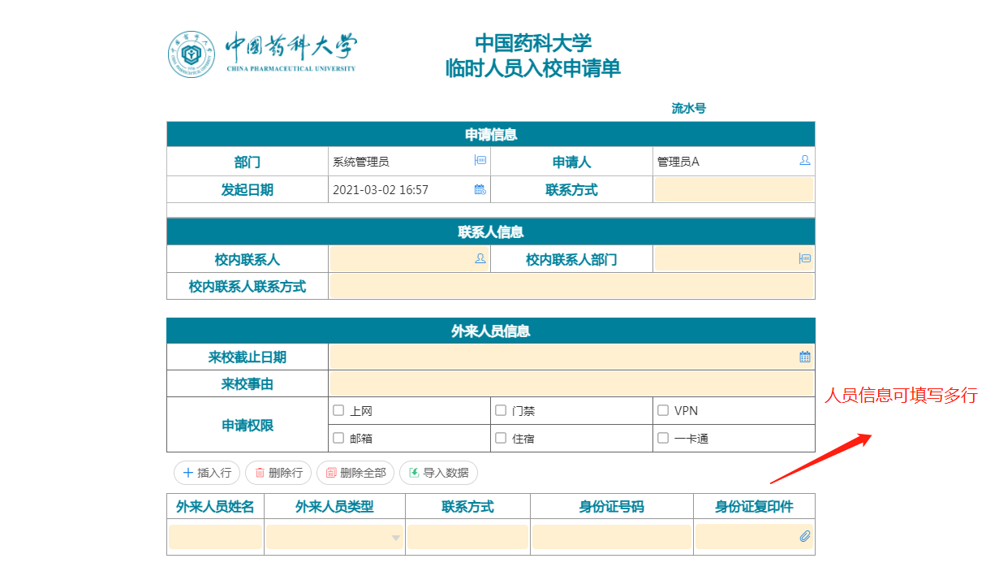 中国药科大学
CHINA PHARMACEUTICAL UNIVERSITY
中国药科大学
临时人员入校申请单
流水号
申请信息
部门 系统管理员 申请人 管理员A
发起日期 2021-03-02 16:57 联系方式
联系人信息
校内联系人 校内联系人部门
校内联系人联系方式
外来人员信息
来校截止日期
来校事由
申请权限 上网 门禁 VPN
邮箱 住宿 一卡通
人员信息可填写多行
插入行 删除行 删除全部 导入数据
外来人员姓名 外来人员类型 联系方式 身份证号码 身份证复印件